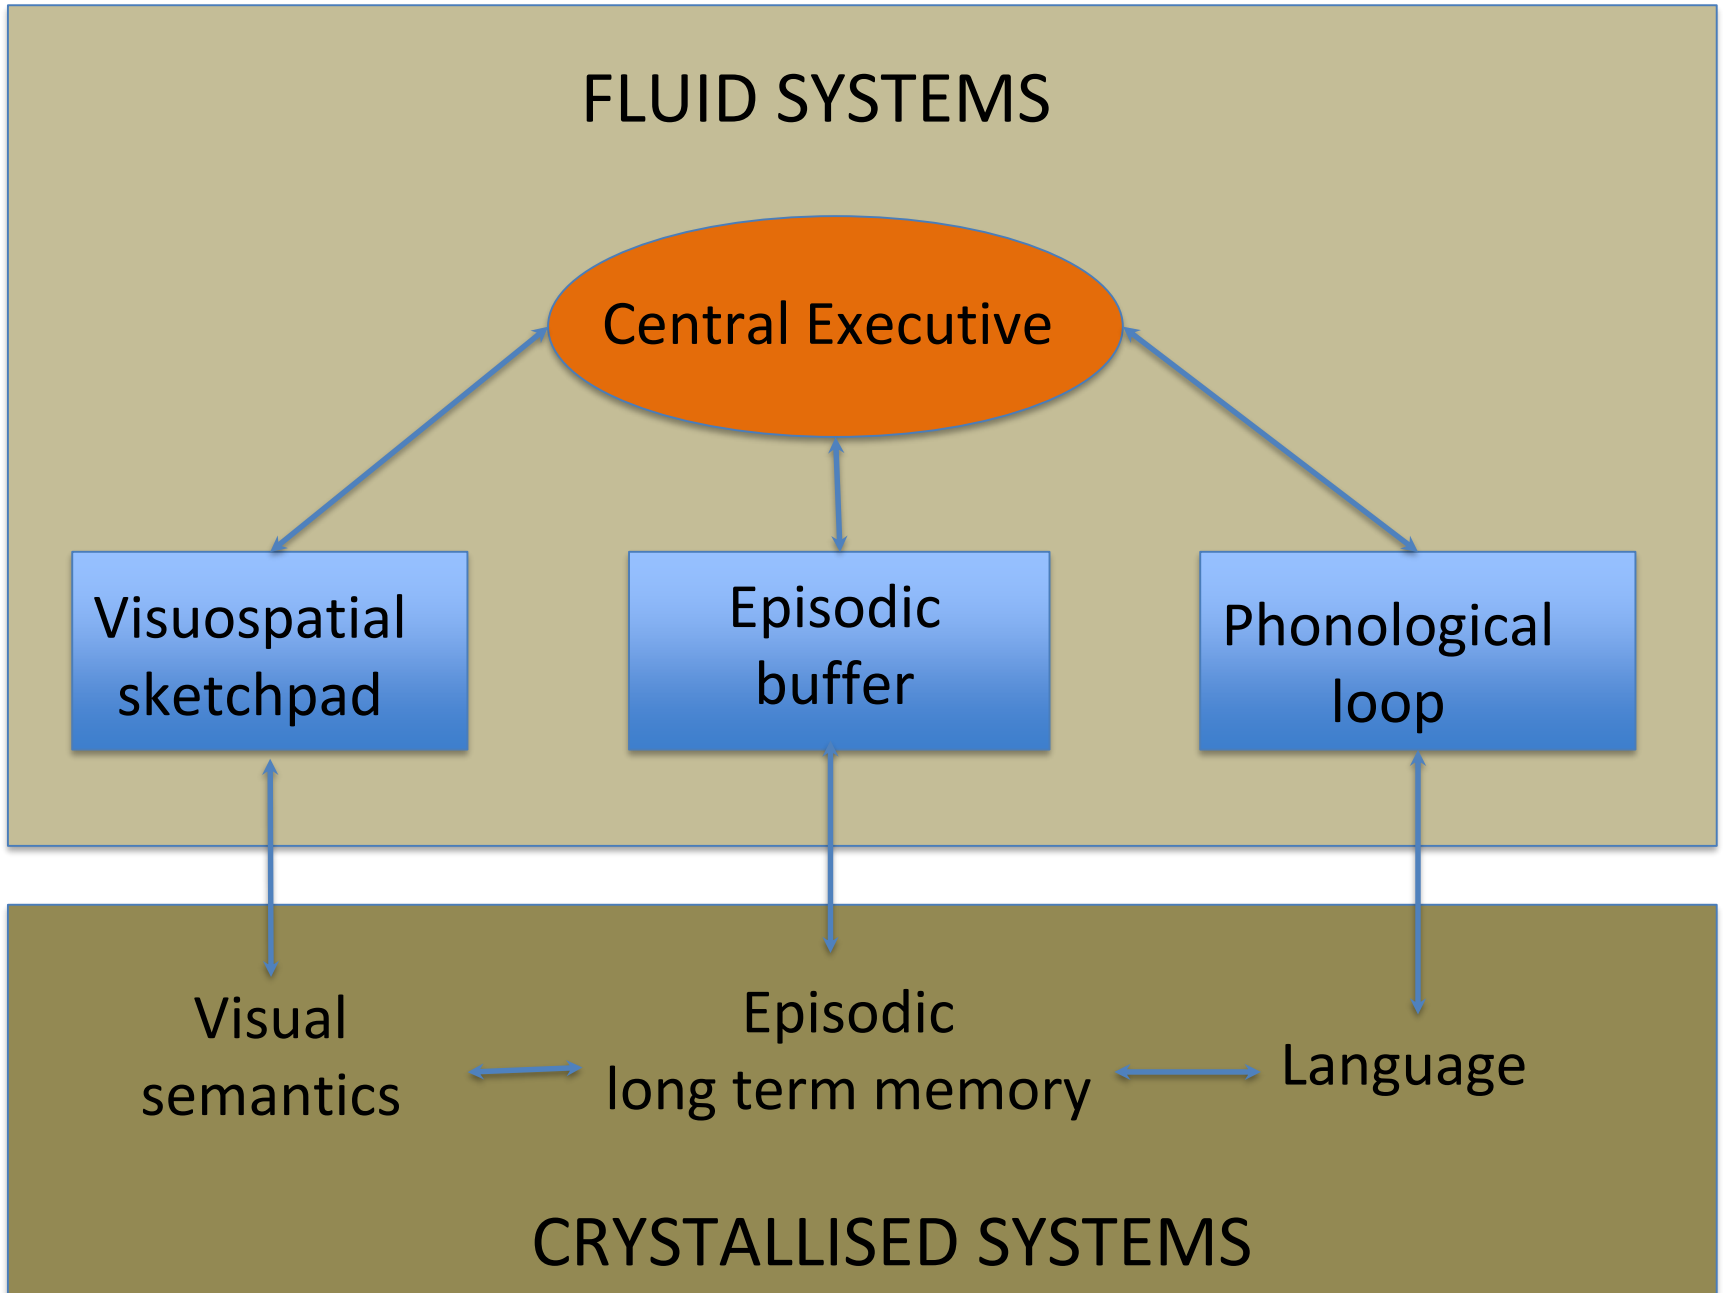 FLUID SYSTEMS
Central Executive
Visuospatial
sketchpad
Episodic
buffer
Phonological
loop
Visual
semantics
Episodic
long term memory
Language
CRYSTALLISED SYSTEMS